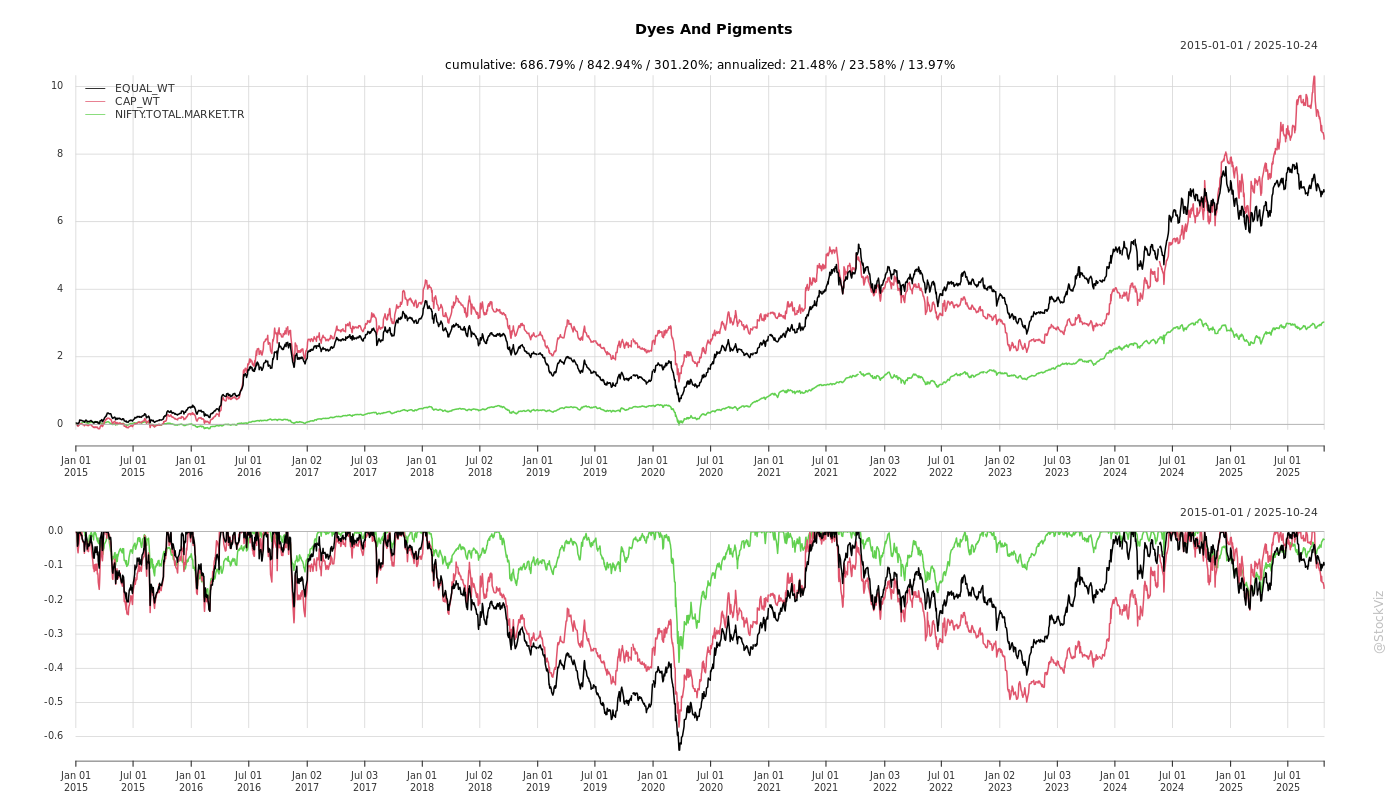 Dyes And Pigments
2015-01-01 / 2025-10-24
cumulative: 686.79% / 842.94% / 301.20%; annualized: 21.48% / 23.58% / 13.97%
EQUAL_WT
CAP_WT
NIFTY.TOTAL.MARKET.TR
10
8
6
4
2
0
Jan 01 Jul 01 Jan 01 Jul 01 Jan 02 Jul 03 Jan 01 Jul 02 Jan 01 Jul 01 Jan 01 Jul 01 Jan 01 Jul 01 Jan 03 Jul 01 Jan 02 Jul 03 Jan 01 Jul 01 Jan 01 Jul 01
2015 2015 2016 2016 2017 2017 2018 2018 2019 2019 2020 2020 2021 2021 2022 2022 2023 2023 2024 2024 2025 2025
2015-01-01 / 2025-10-24
0.0
-0.1
-0.2
-0.3
-0.4
-0.5
-0.6
Jan 01 Jul 01 Jan 01 Jul 01 Jan 02 Jul 03 Jan 01 Jul 02 Jan 01 Jul 01 Jan 01 Jul 01 Jan 01 Jul 01 Jan 03 Jul 01 Jan 02 Jul 03 Jan 01 Jul 01 Jan 01 Jul 01
2015 2015 2016 2016 2017 2017 2018 2018 2019 2019 2020 2020 2021 2021 2022 2022 2023 2023 2024 2024 2025 2025
@StockViz